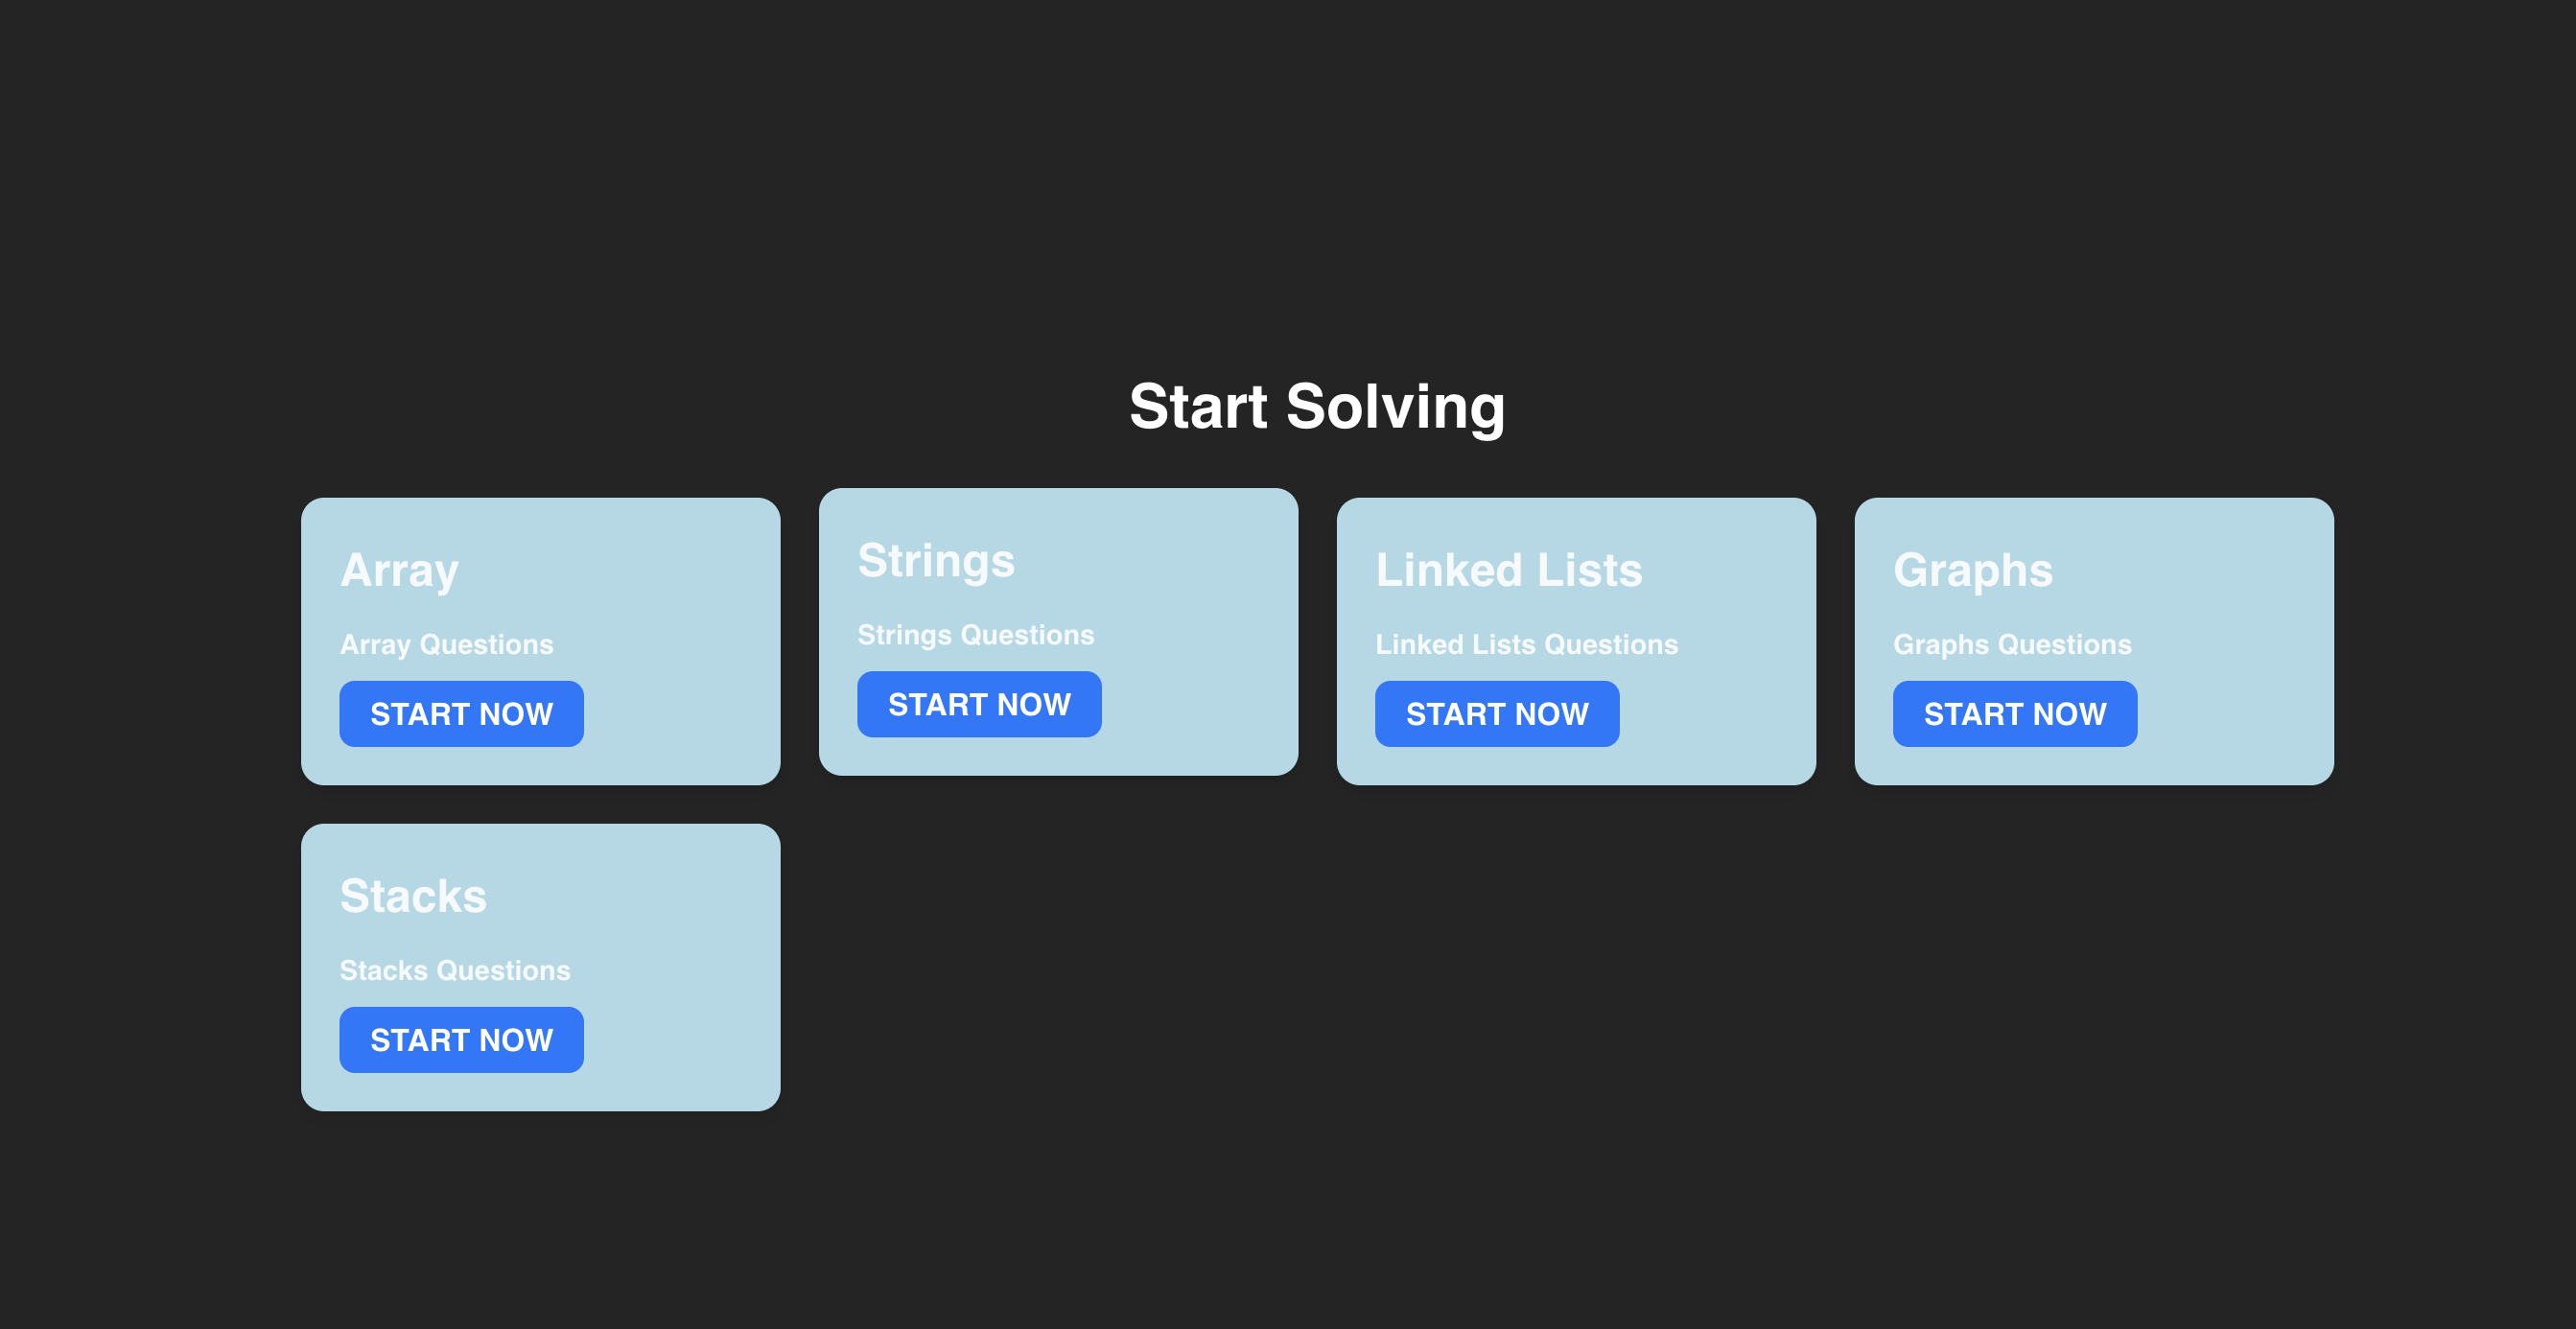 Start Solving
Array
Array Questions
START NOW
Strings
Strings Questions
START NOW
Linked Lists
Linked Lists Questions
START NOW
Graphs
Graphs Questions
START NOW
Stacks
Stacks Questions
START NOW